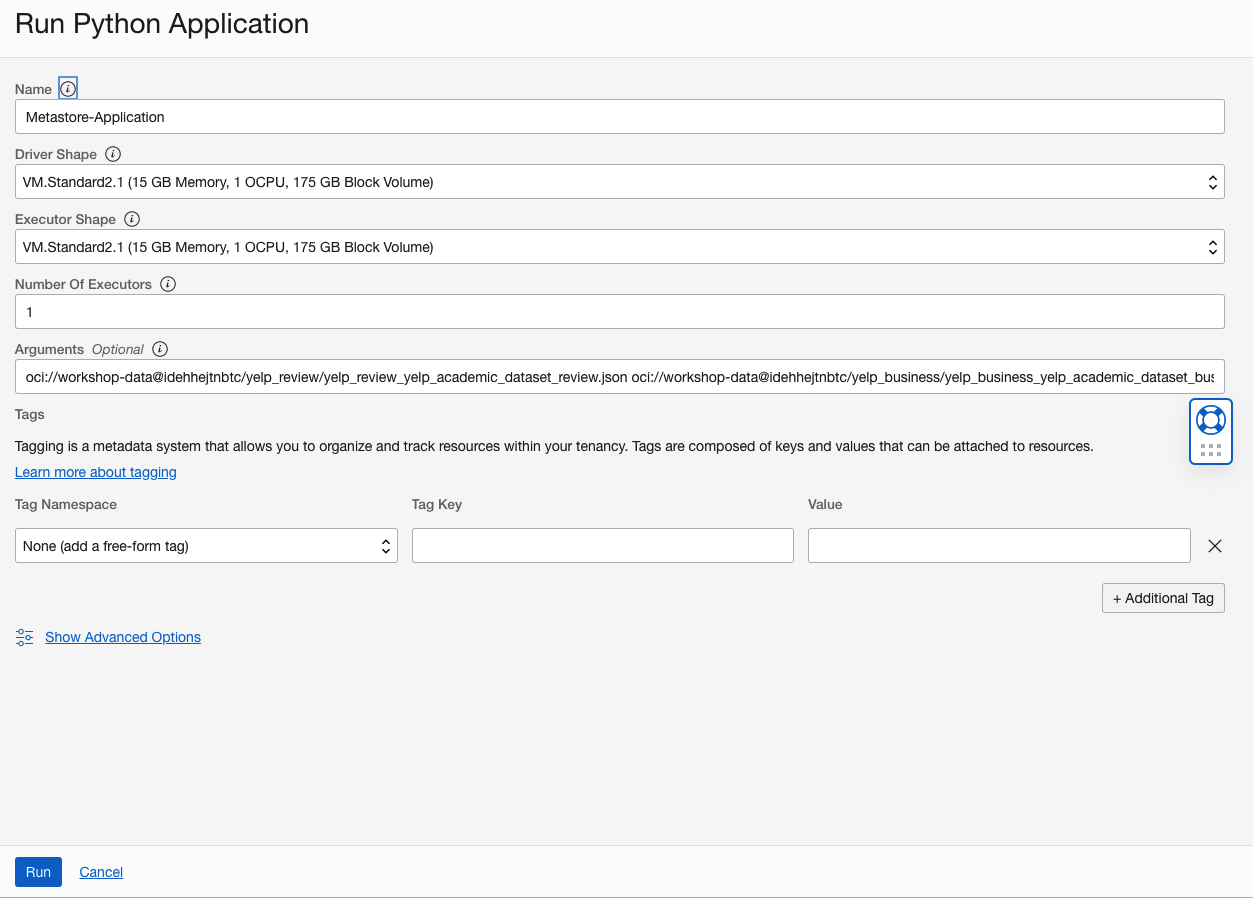 Run Python Application
Name
Metastore-Application
Driver Shape
VM.Standard2.1 (15 GB Memory, 1 OCPU, 175 GB Block Volume)
Executor Shape
VM.Standard2.1 (15 GB Memory, 1 OCPU, 175 GB Block Volume)
Number Of Executors
1
Arguments Optional
oci://workshop-data@idehhejtnbtc/yelp_review/yelp_review_yelp_academic_dataset_review.json oci://workshop-data@idehhejtnbtc/yelp_business/yelp_business_yelp_academic_dataset_bus
Tags
Tagging is a metadata system that allows you to organize and track resources within your tenancy. Tags are composed of keys and values that can be attached to resources.
Learn more about tagging
Tag Namespace Tag Key Value
None (add a free-form tag)
+ Additional Tag
Show Advanced Options
Run Cancel